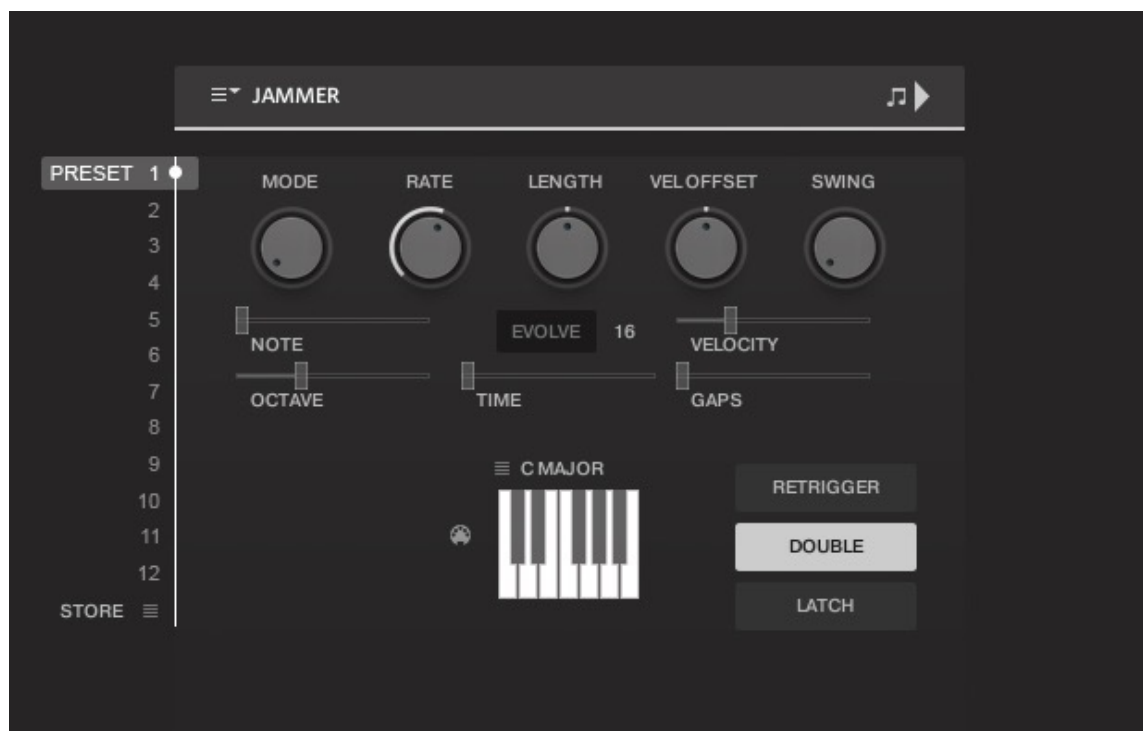 JAMMER
PRESET 1
MODE RATE LENGTH VEL OFFSET SWING
2
3
4
5
EVOLVE 16
NOTE VELOCITY
6
7
OCTAVE TIME GAPS
8
9
C MAJOR
RETRIGGER
10
11
DOUBLE
12
LATCH
STORE